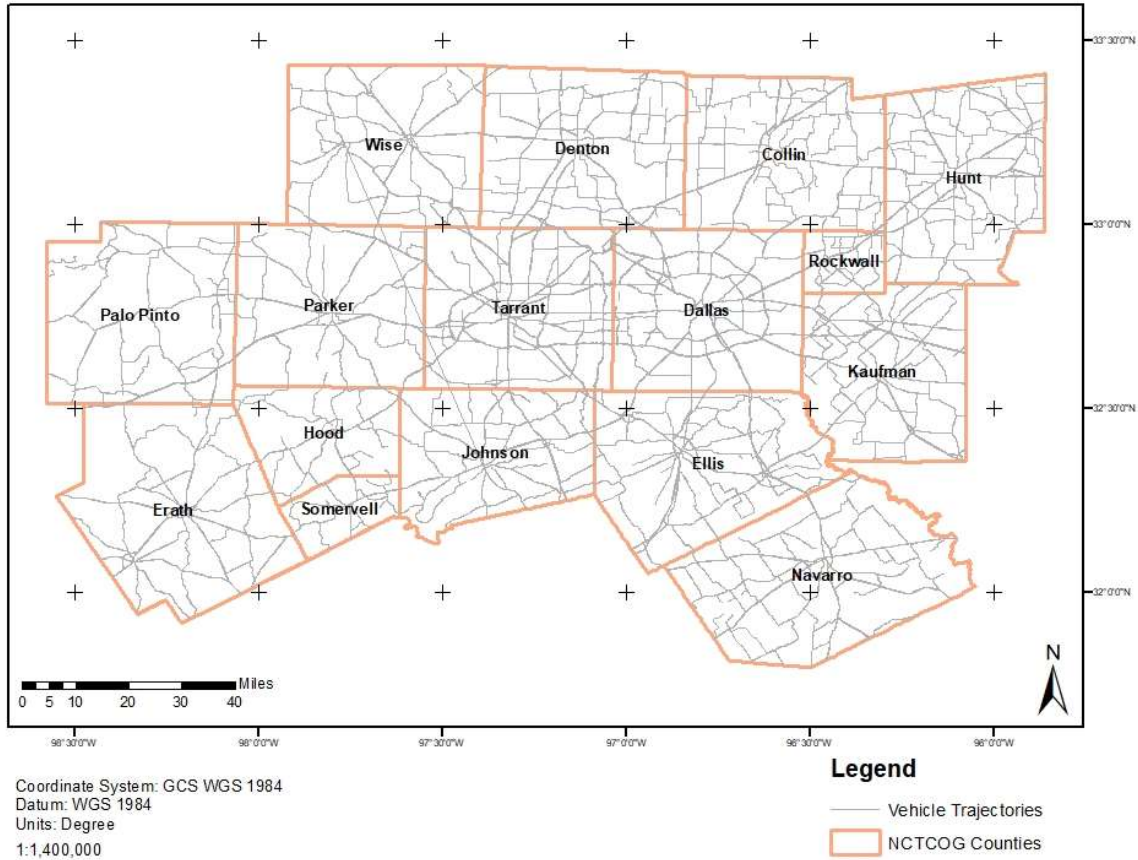 33°30'0"N
Wise
Denton
Collin
Hunt
33°0'0"N
Rockwall
Palo Pinto
Parker
Tarrant
Dallas
Kaufman
32°30'0"N
Hood
Johnson
Ellis
Erath
Somervell
Navarro
32°0'0"N
N
Miles
0 5 10 20 30 40
98°30'0"W 98°0'0"W 97°30'0"W 97°0'0"W 96°30'0"W 96°0'0"W
Legend
Coordinate System: GCS WGS 1984
Datum: WGS 1984
Units: Degree
1:1,400,000
Vehicle Trajectories
NCTCOG Counties